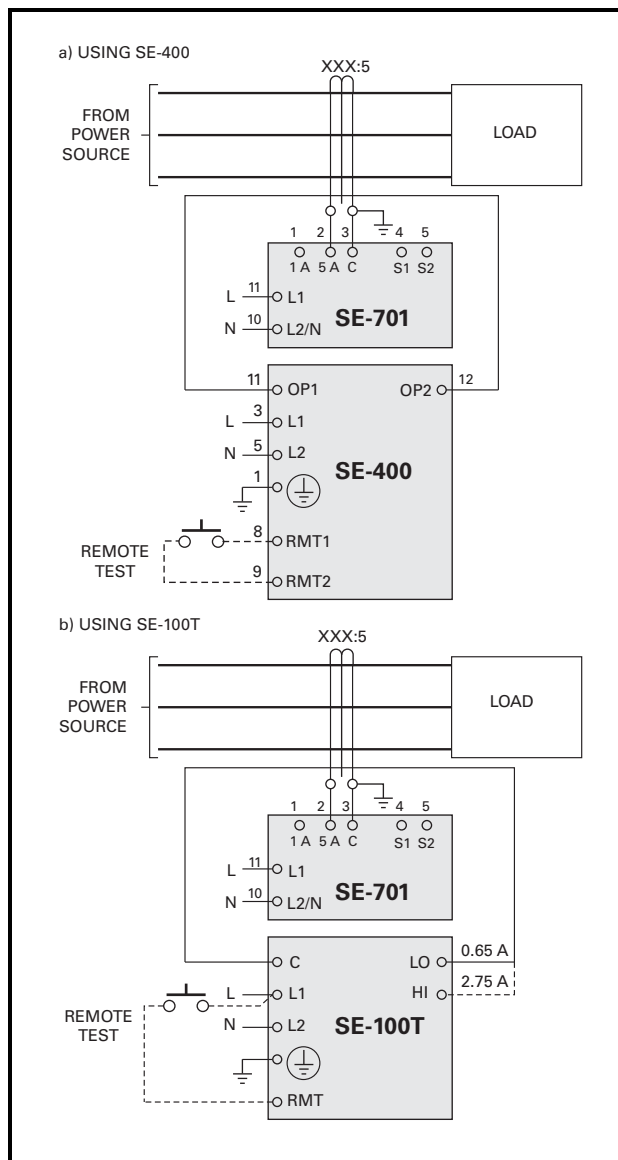 a) USING SE-400
XXX:5
FROM
POWER
SOURCE
LOAD
1 2 3 4 5
1 A 5 A C S1 S2
L 11 L1
SE-701
N 10 L2/N
11 OP1 OP2 12
L 3 L1
N 5 L2
SE-400
1
8 RMT1
REMOTE
TEST
9 RMT2
b) USING SE-100T
XXX:5
FROM
POWER
SOURCE
LOAD
1 2 3 4 5
1 A 5 A C S1 S2
L 11 L1
N 10 L2/N
SE-701
C LO 0.65 A
L L1 HI 2.75 A
REMOTE
TEST
N L2
SE-100T
RMT